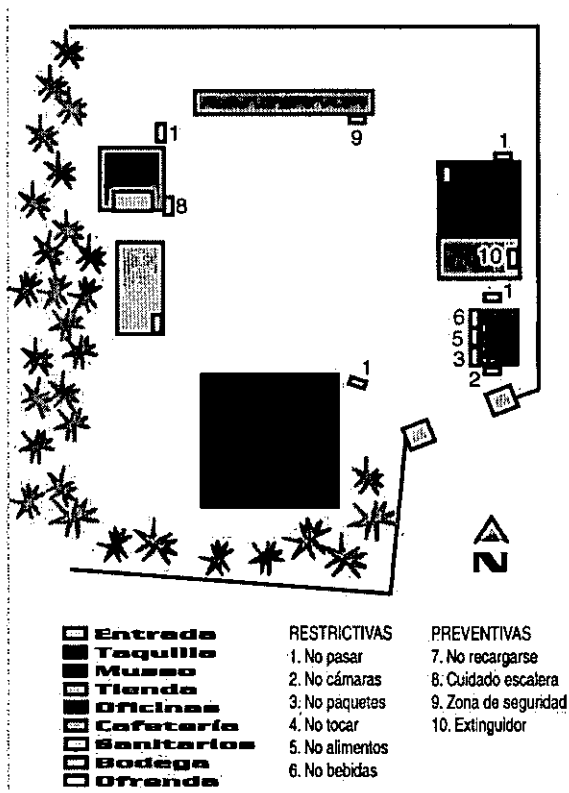 1
9
1
8
10
1
6
5
3
2
1
N
Entrada
Taquilla
Museo
Tienda
Oficinas
Cafetería
Sanitarios
Bodega
Ofrenda
RESTRICTIVAS
1. No pasar
2. No cámaras
3. No paquetes
4. No tocar
5. No alimentos
6. No bebidas
PREVENTIVAS
7. No recargarse
8. Cuidado escalera
9. Zona de seguridad
10. Extinguidor